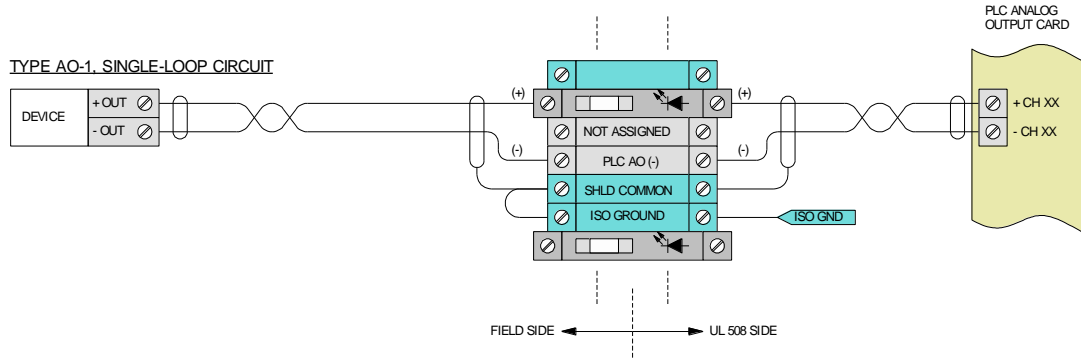 PLC ANALOG
OUTPUT CARD
TYPE AO-1, SINGLE-LOOP CIRCUIT
DEVICE
+ OUT
- OUT
(+)
(+)
+ CH XX
- CH XX
NOT ASSIGNED
(-)
PLC AO (-)
(-)
SHLD COMMON
ISO GROUND
ISO GND
FIELD SIDE
UL 508 SIDE